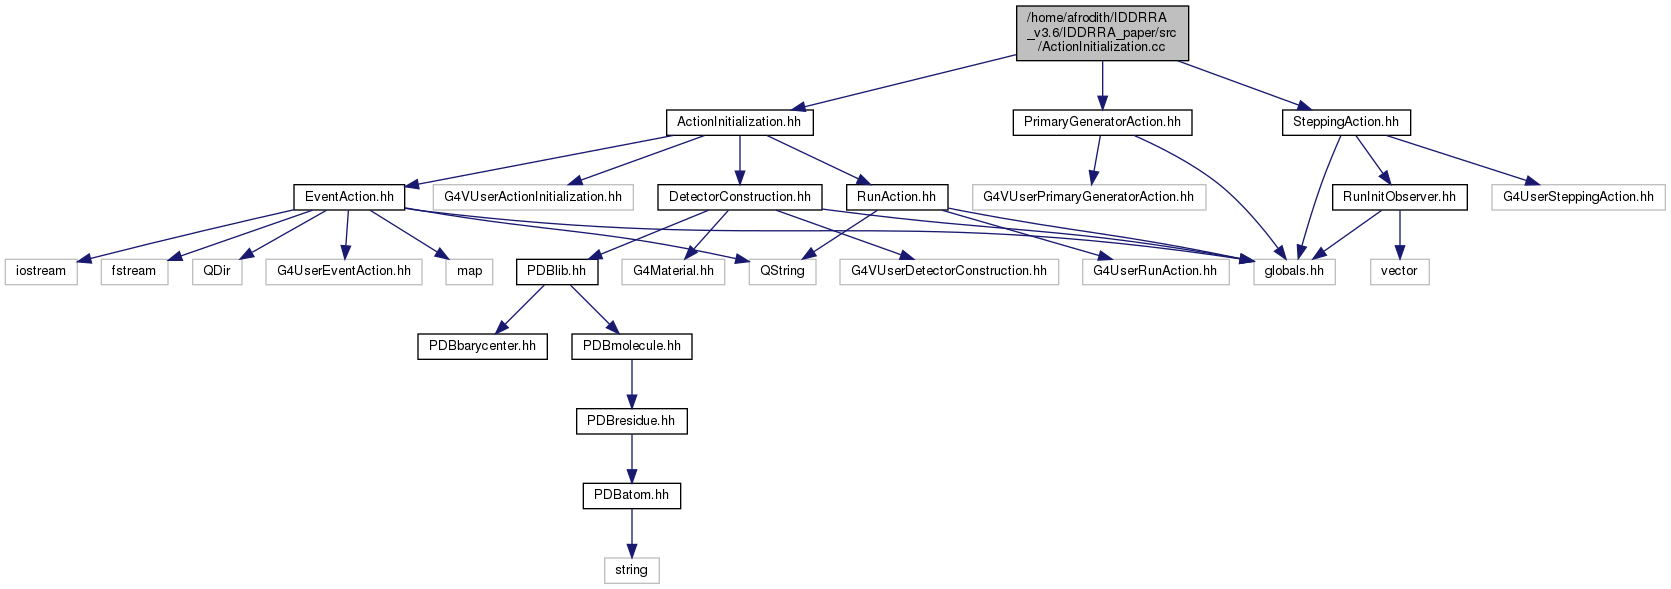 /home/afrodith/IDDRRA
_v3.6/IDDRRA_paper/src
/ActionInitialization.cc
ActionInitialization.hh
PrimaryGeneratorAction.hh
SteppingAction.hh
EventAction.hh
G4VUserActionInitialization.hh
DetectorConstruction.hh
RunAction.hh
G4VUserPrimaryGeneratorAction.hh
RunInitObserver.hh
G4UserSteppingAction.hh
iostream
fstream
QDir
G4UserEventAction.hh
map
PDBlib.hh
G4Material.hh
QString
G4VUserDetectorConstruction.hh
G4UserRunAction.hh
globals.hh
vector
PDBbarycenter.hh
PDBmolecule.hh
PDBresidue.hh
PDBatom.hh
string